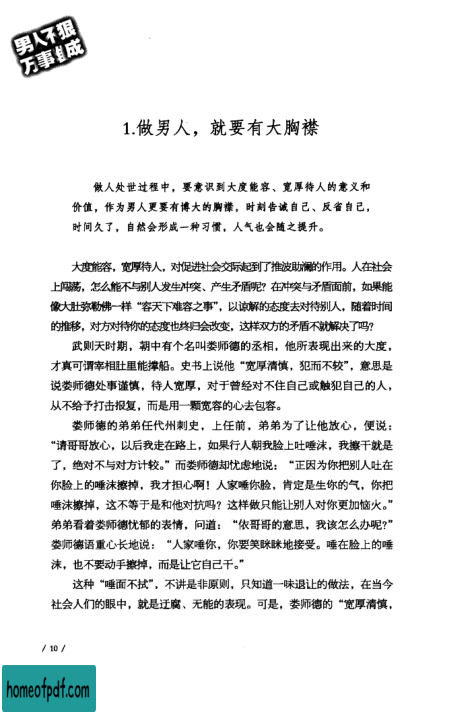 男人不狠
万事难成
1.做男人，就要有大胸襟
做人处世过程中，要意识到大度能容、宽厚待人的意义和
价值，作为男人更要有博大的胸襟，时刻告诫自己、反省自己，
时间久了，自然会形成一种习惯，人气也会随之提升。
大度能容，宽厚待人，对促进社会交际起到了推波助澜的作用。人在社会
上闯荡，怎么能不与别人发生冲突、产生矛盾呢？在冲突与矛盾面前，如果能
像大肚弥勒佛一样“容天下难容之事”，以谅解的态度去对待别人，随着时间
的推移，对方对待你的态度也终归会改变，这样双方的矛盾不就解决了吗？
武则天时期，朝中有个名叫娄师德的丞相，他所表现出来的大度，
才真可谓宰相肚里能撑船。史书上说他“宽厚清慎，犯而不较”，意思是
说娄师德处事谨慎，待人宽厚，对于曾经对不住自己或触犯自己的人，
从不给予打击报复，而是用一颗宽容的心去包容。
娄师德的弟弟任代州刺史，上任前，弟弟为了让他放心，便说：
“请哥哥放心，以后我走在路上，如果行人朝我脸上吐唾沫，我擦干就是
了，绝对不与对方计较。”而娄师德却忧虑地说：“正因为你把别人吐在
你脸上的唾沫擦掉，我才担心啊！人家唾你脸，肯定是生你的气，你把
唾沫擦掉，这不等于是和他对抗吗？这样做只能让别人对你更加恼火。”
弟弟看着娄师德忧郁的表情，问道：“依哥哥的意思，我该怎么办呢？”
娄师德语重心长地说：“人家唾你，你要笑眯眯地接受。唾在脸上的唾
沫，也不要动手擦掉，而是让它自己干。”
这种“唾面不拭”，不讲是非原则，只知道一味退让的做法，在当今
社会人们的眼中，就是迂腐、无能的表现。可是，娄师德的“宽厚清慎，
/ 10 /
homeofpdf.com